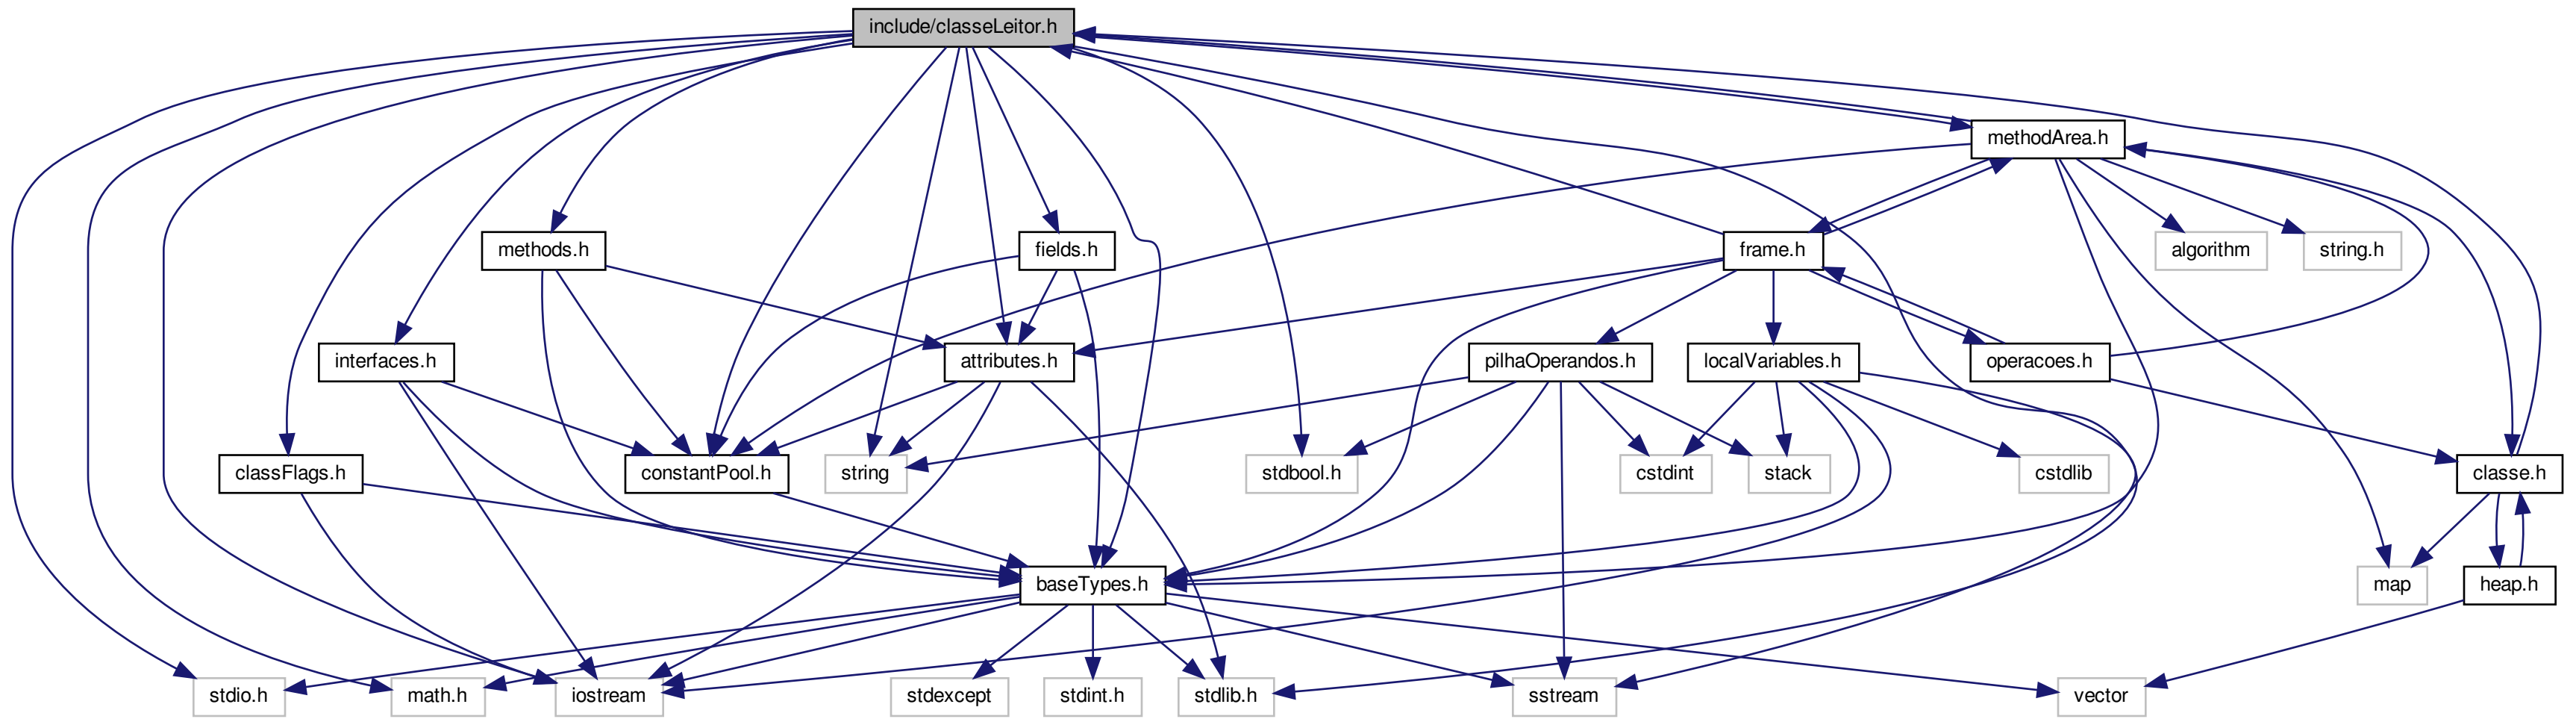 include/classeLeitor.h
methodArea.h
methods.h
fields.h
frame.h
algorithm
string.h
interfaces.h
attributes.h
pilhaOperandos.h
localVariables.h
operacoes.h
classFlags.h
constantPool.h
string
stdbool.h
cstdint
stack
cstdlib
classe.h
baseTypes.h
map
heap.h
stdio.h
math.h
iostream
stdexcept
stdint.h
stdlib.h
sstream
vector